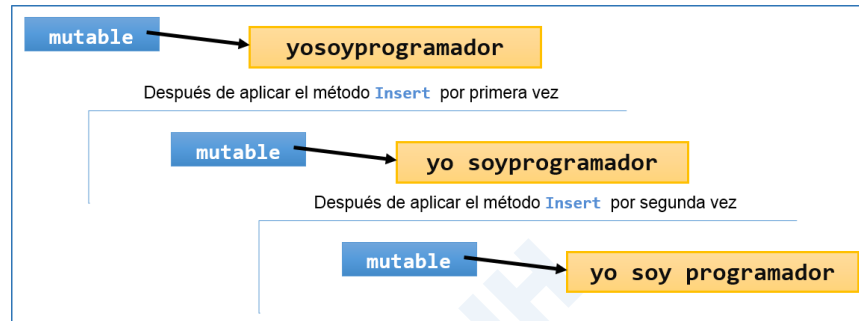 mutable
yosoyprogramador
Después de aplicar el método Insert por primera vez
mutable
yo soyprogramador
Después de aplicar el método Insert por segunda vez
mutable
yo soy programador